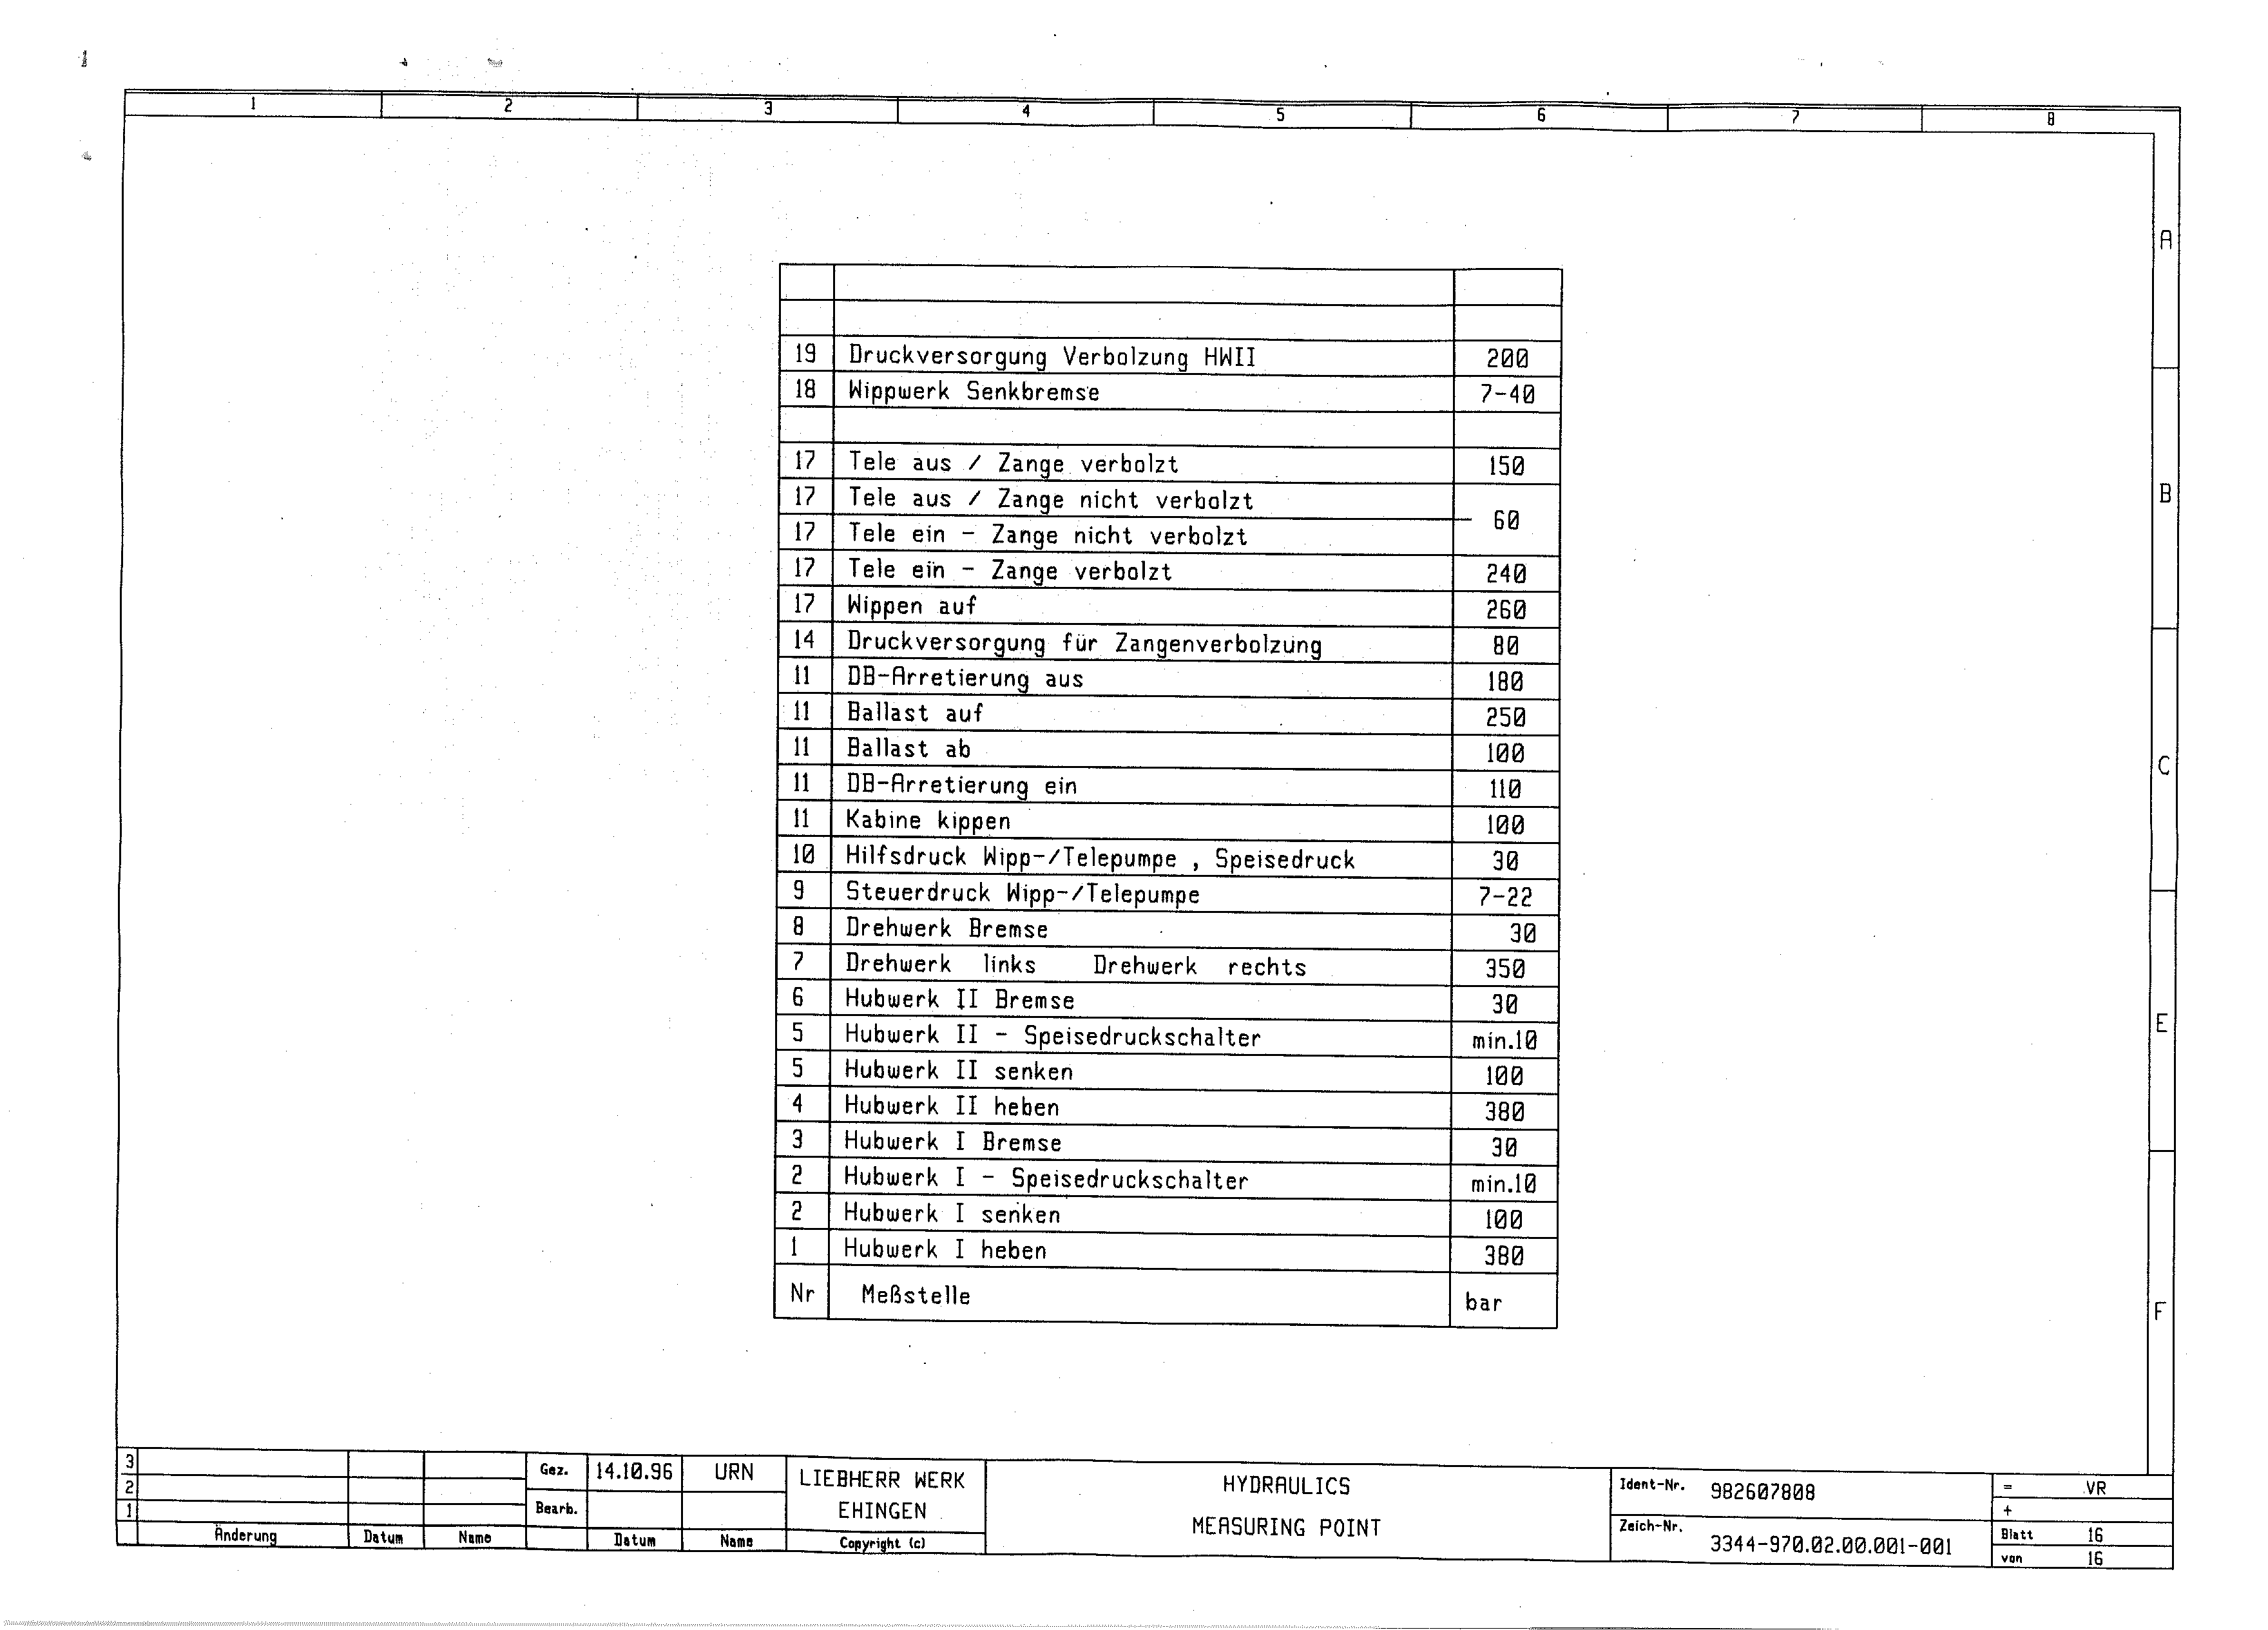 1
1 2 3 4 5 6 7 8
A
B
C
E
F
19 Druckversorgung Verbolzung HWII 200
18 Wippwerk Senkbremse 7-40
17 Tele aus / Zange verbolzt 150
17 Tele aus / Zange nicht verbolzt
60
17 Tele ein - Zange nicht verbolzt
17 Tele ein - Zange verbolzt 240
17 Wippen auf 260
14 Druckversorgung für Zangenverbolzung 80
11 DB-Arretierung aus 180
11 Ballast auf 250
11 Ballast ab 100
11 DB-Arretierung ein 110
11 Kabine kippen 100
10 Hilfsdruck Wipp-/Telepumpe , Speisedruck 30
9 Steuerdruck Wipp-/Telepumpe 7-22
8 Drehwerk Bremse 30
7 Drehwerk links Drehwerk rechts 350
6 Hubwerk II Bremse 30
5 Hubwerk II - Speisedruckschalter min.10
5 Hubwerk II senken 100
4 Hubwerk II heben 380
3 Hubwerk I Bremse 30
2 Hubwerk I - Speisedruckschalter min.10
2 Hubwerk I senken 100
1 Hubwerk I heben 380
Nr Meßstelle bar
3
2
1
Änderung Datum Name
Gez. 14.10.96 URN
Bearb.
Datum Name
LIEBHERR WERK
EHINGEN
Copyright (c)
HYDRAULICS
MEASURING POINT
Ident-Nr. 982607808
Zeich-Nr. 3344-970.02.00.001-001
= VR
+
Blatt 16
von 16